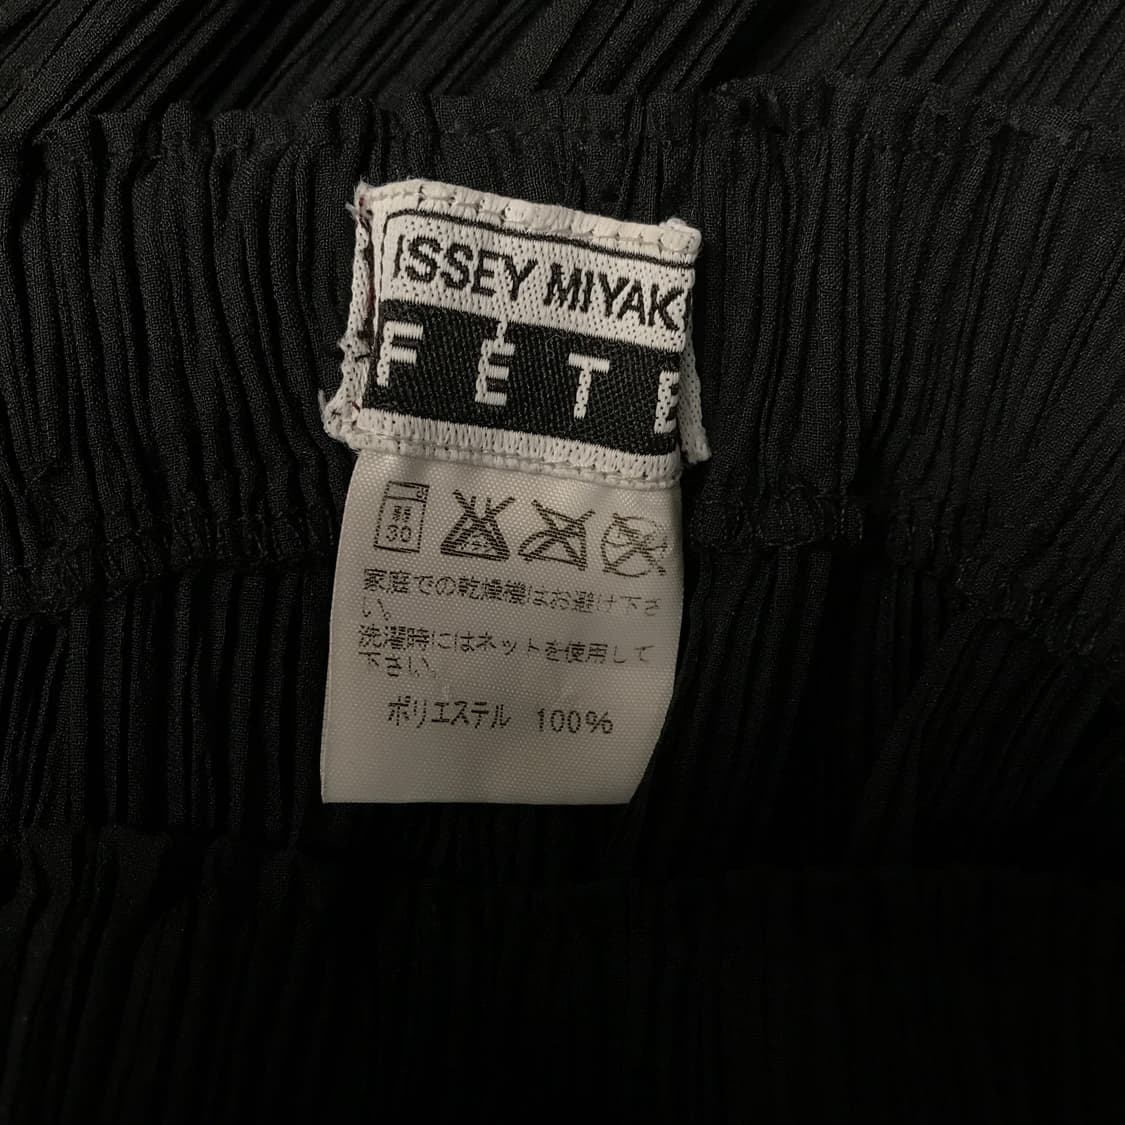 ISSEY MIYAK
FÊTE
弱
30
家庭での乾燥機はお避け下さ
い。
洗濯時にはネットを使用して
下さい。
ポリエステル 100%